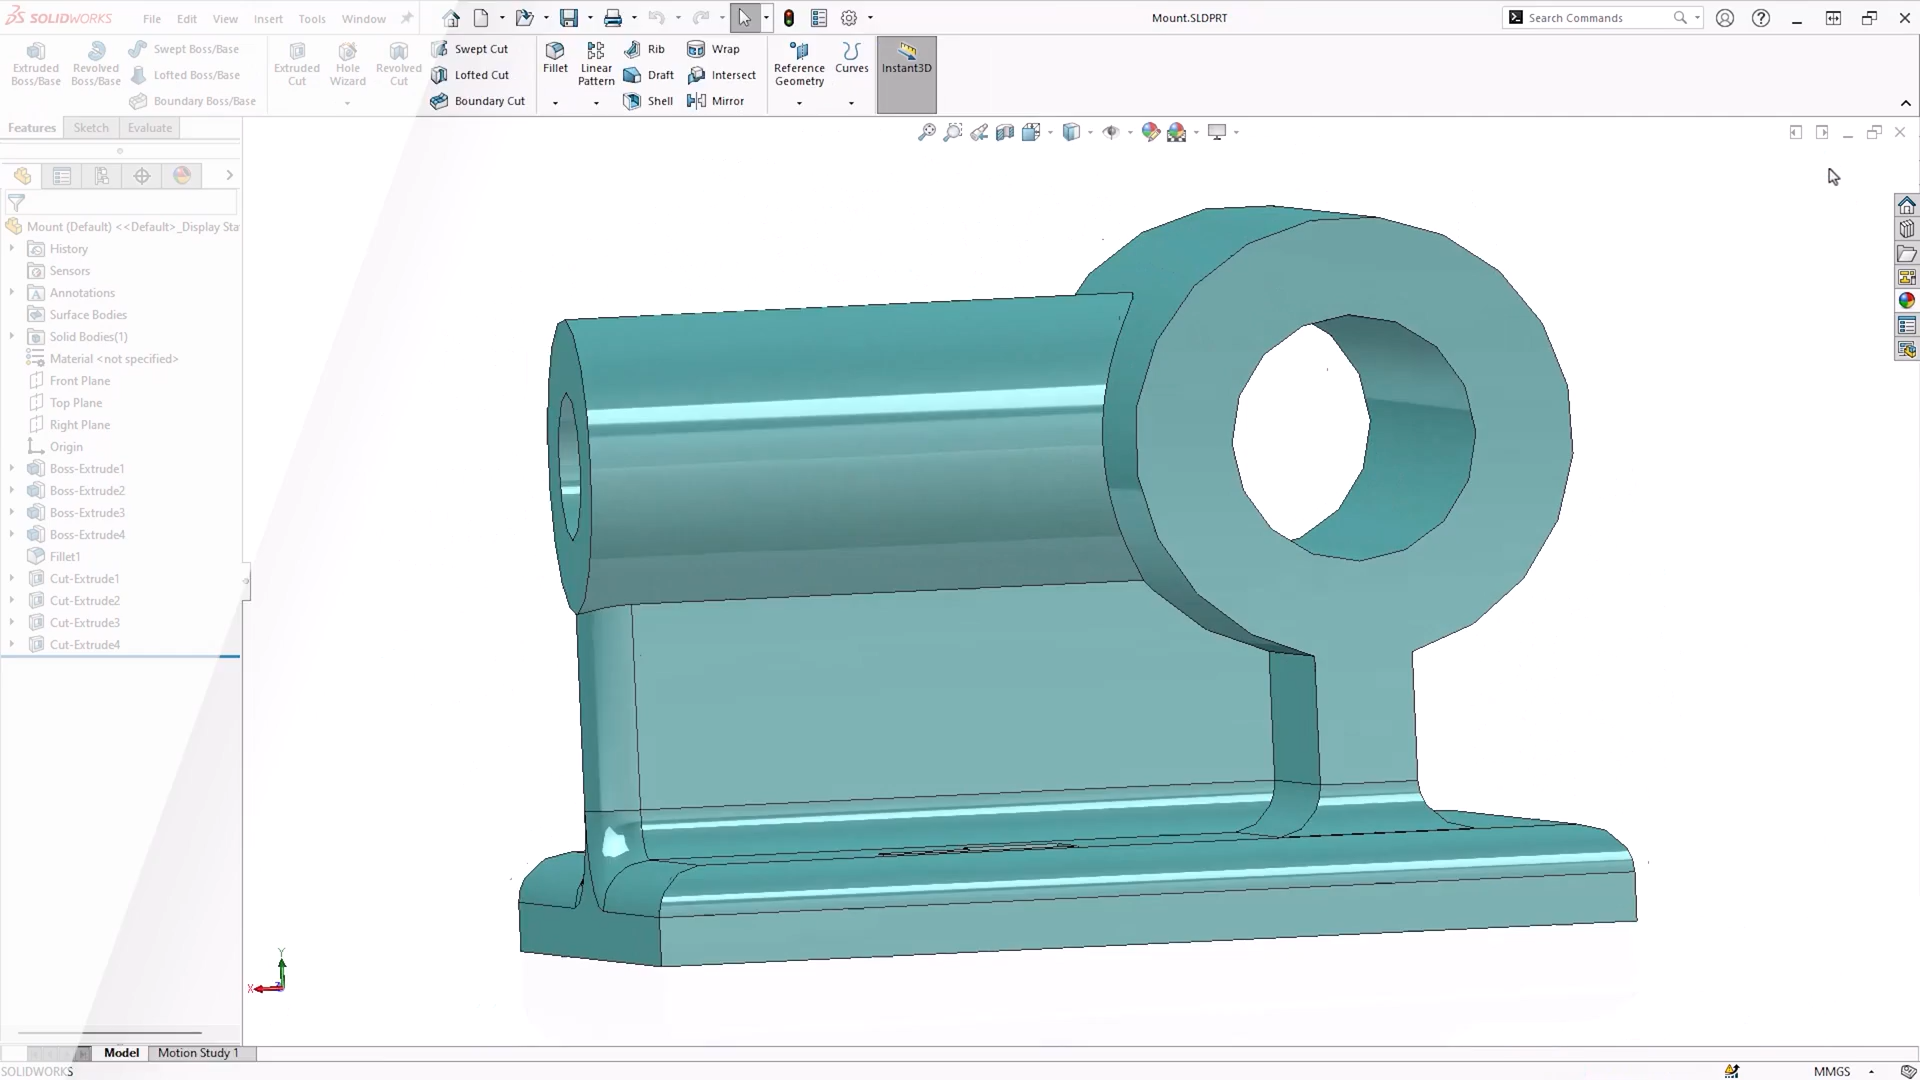 SOLIDWORKS File Edit View Insert Tools Window Mount.SLDPRT Search Commands
Extruded Boss/Base
Revolved Boss/Base
Swept Boss/Base
Lofted Boss/Base
Boundary Boss/Base
Extruded Cut
Hole Wizard
Revolved Cut
Swept Cut
Lofted Cut
Boundary Cut
Fillet
Linear Pattern
Rib
Draft
Shell
Wrap
Intersect
Mirror
Reference Geometry
Curves
Instant3D
Features Sketch Evaluate
Mount (Default) <<Default>_Display Sta
History
Sensors
Annotations
Surface Bodies
Solid Bodies(1)
Material <not specified>
Front Plane
Top Plane
Right Plane
Origin
Boss-Extrude1
Boss-Extrude2
Boss-Extrude3
Boss-Extrude4
Fillet1
Cut-Extrude1
Cut-Extrude2
Cut-Extrude3
Cut-Extrude4
Y
X
Z
Model Motion Study 1
SOLIDWORKS MMGS